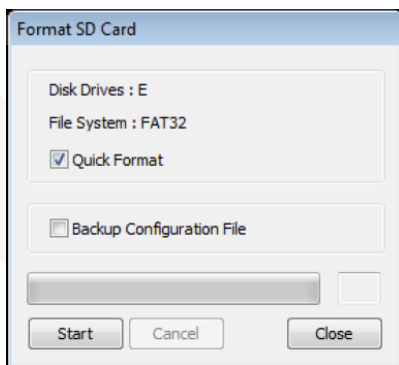 Format SD Card
Disk Drives : E
File System : FAT32
Quick Format
Backup Configuration File
Start Cancel Close